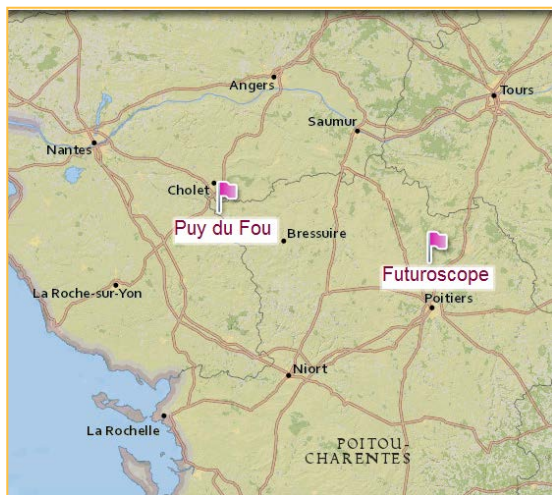 Angers
Tours
Saumur
Nantes
Cholet
Puy du Fou
Bressuire
Futuroscope
La Roche-sur-Yon
Poitiers
Niort
La Rochelle
POITOU-
CHARENTES